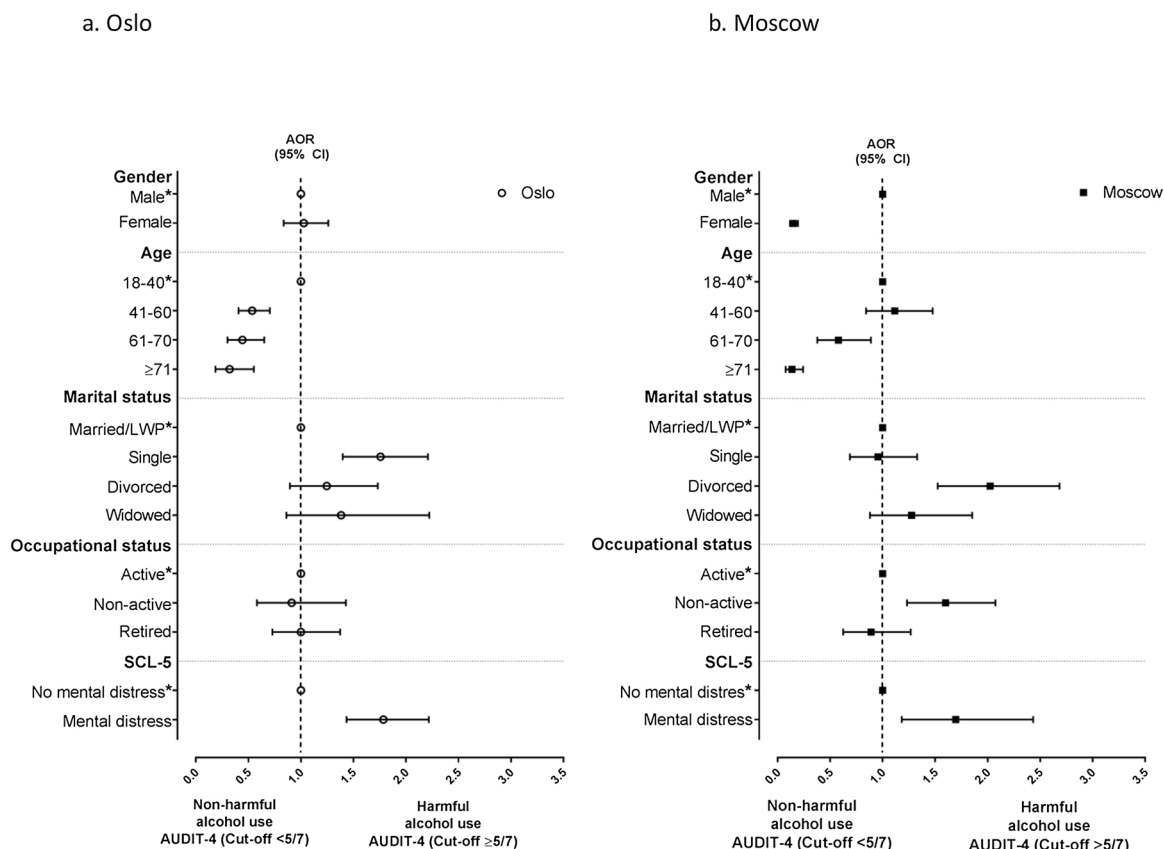 a. Oslo
AOR
(95% CI)
Gender
Male*
Oslo
Female
Age
18-40*
41-60
61-70
≥71
Marital status
Married/LWP*
Single
Divorced
Widowed
Occupational status
Active*
Non-active
Retired
SCL-5
No mental distress*
Mental distress
0.0 0.5 1.0 1.5 2.0 2.5 3.0 3.5
Non-harmful
alcohol use
AUDIT-4 (Cut-off <5/7)
Harmful
alcohol use
AUDIT-4 (Cut-off ≥5/7)
b. Moscow
AOR
(95% CI)
Gender
Male*
Moscow
Female
Age
18-40*
41-60
61-70
≥71
Marital status
Married/LWP*
Single
Divorced
Widowed
Occupational status
Active*
Non-active
Retired
SCL-5
No mental distres*
Mental distress
0.0 0.5 1.0 1.5 2.0 2.5 3.0 3.5
Non-harmful
alcohol use
AUDIT-4 (Cut-off <5/7)
Harmful
alcohol use
AUDIT-4 (Cut-off ≥5/7)